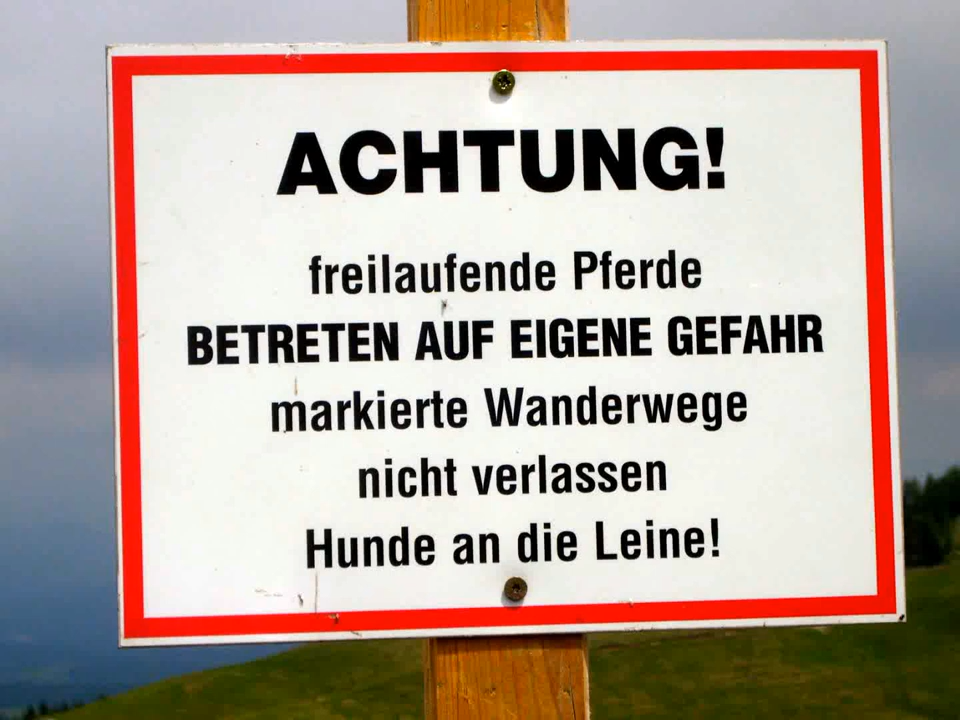 ACHTUNG!
freilaufende Pferde
BETRETEN AUF EIGENE GEFAHR
markierte Wanderwege
nicht verlassen
Hunde an die Leine!